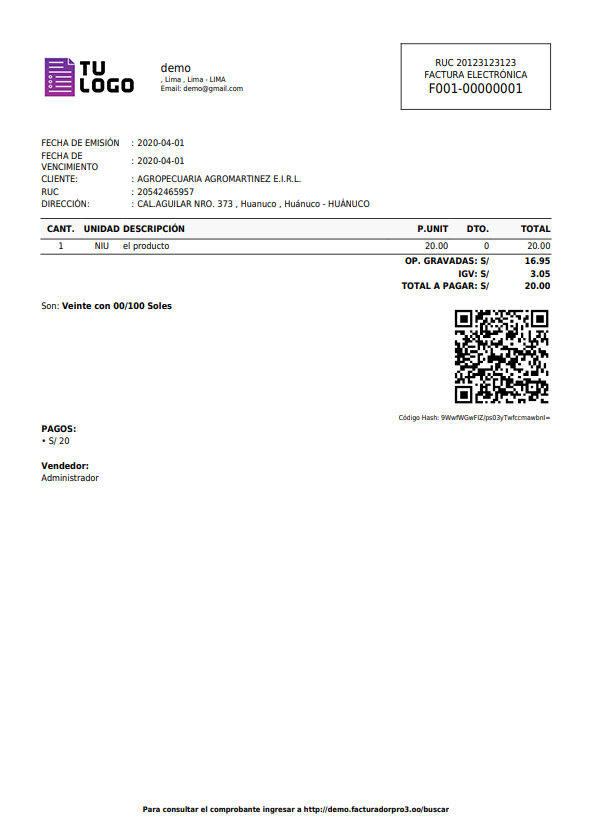 TU
LOGO
demo
, Lima , Lima - LIMA
Email: demo@gmail.com
RUC 20123123123
FACTURA ELECTRÓNICA
F001-00000001
FECHA DE EMISIÓN : 2020-04-01
FECHA DE
VENCIMIENTO : 2020-04-01
CLIENTE: : AGROPECUARIA AGROMARTINEZ E.I.R.L.
RUC : 20542465957
DIRECCIÓN: : CAL.AGUILAR NRO. 373 , Huanuco , Huánuco - HUÁNUCO
CANT. UNIDAD DESCRIPCIÓN P.UNIT DTO. TOTAL
1 NIU el producto 20.00 0 20.00
OP. GRAVADAS: S/ 16.95
IGV: S/ 3.05
TOTAL A PAGAR: S/ 20.00
Son: Veinte con 00/100 Soles
Código Hash: 9WwfWGwFIZ/ps03yTwfccmawbnI=
PAGOS:
• S/ 20
Vendedor:
Administrador
Para consultar el comprobante ingresar a http://demo.facturadorpro3.oo/buscar